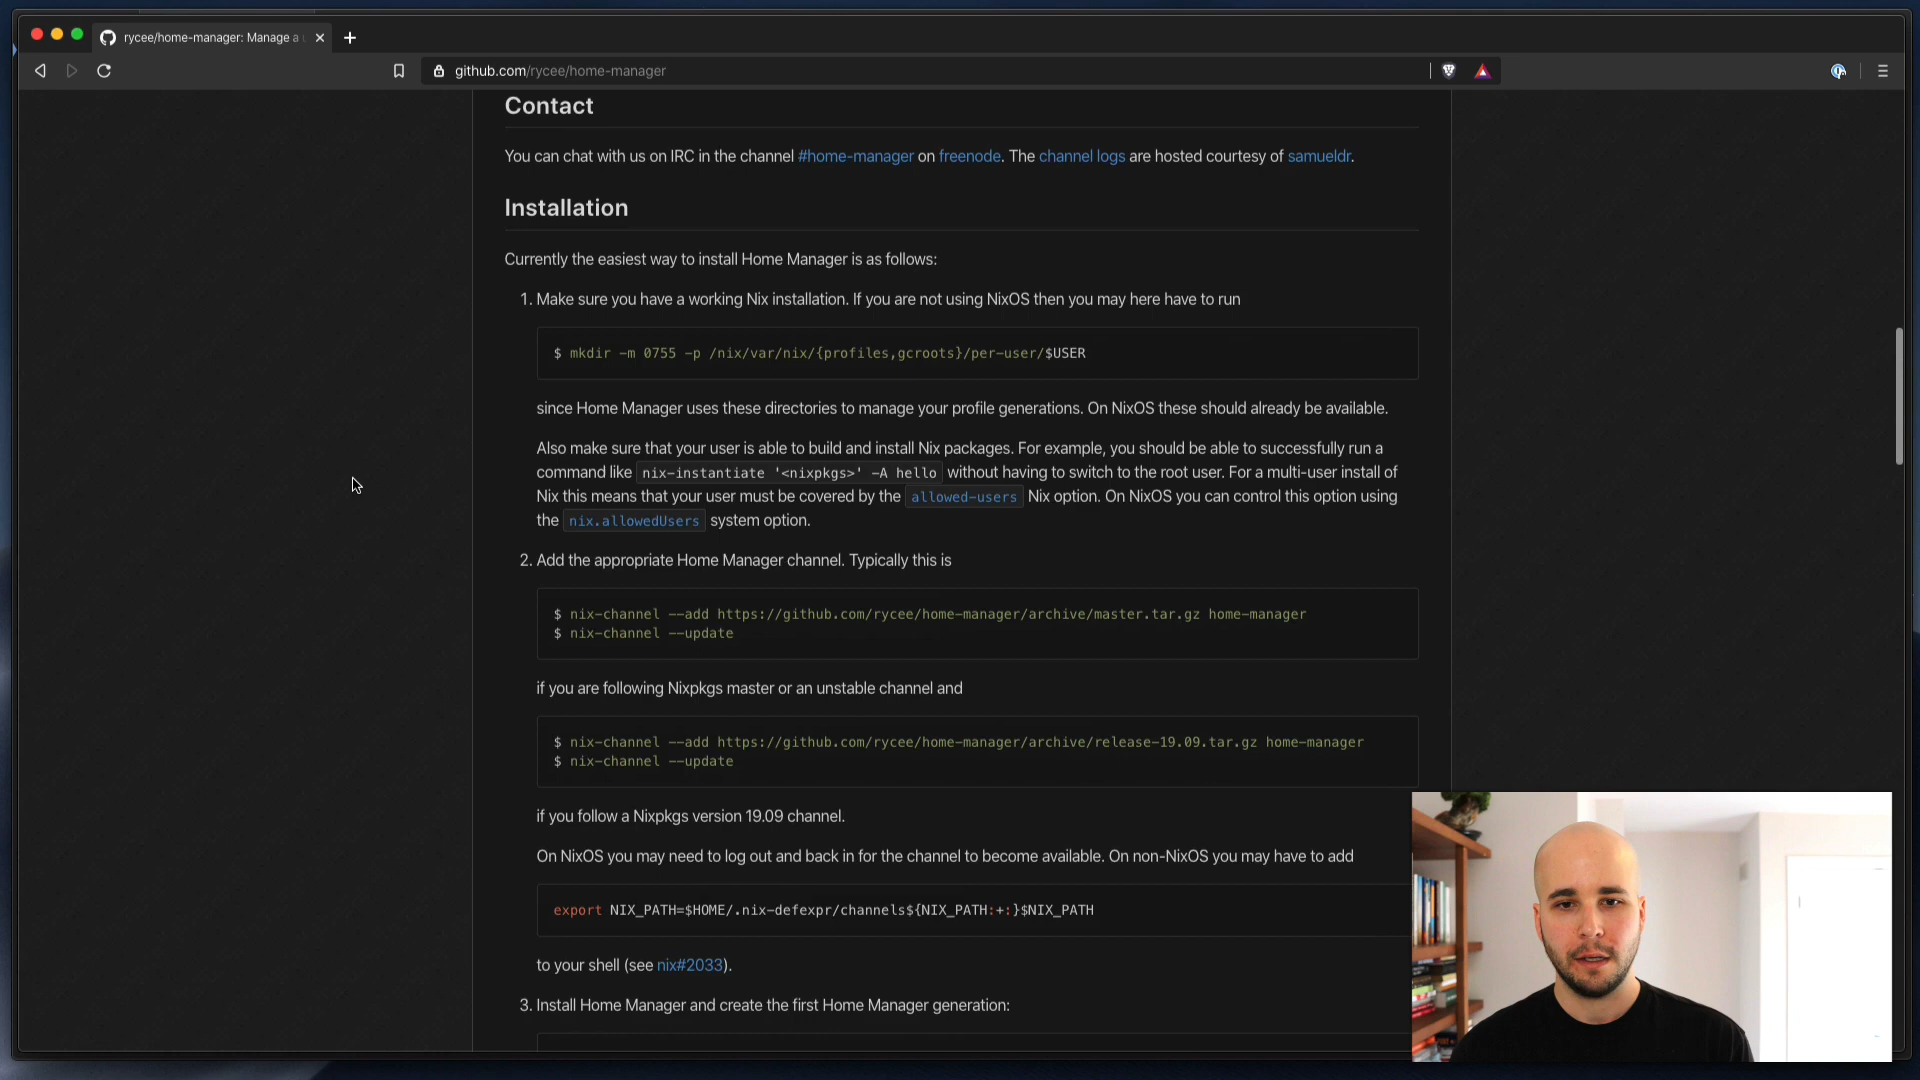 rycee/home-manager: Manage a
github.com/rycee/home-manager
Contact
You can chat with us on IRC in the channel #home-manager on freenode. The channel logs are hosted courtesy of samueldr.
Installation
Currently the easiest way to install Home Manager is as follows:
1. Make sure you have a working Nix installation. If you are not using NixOS then you may here have to run
$ mkdir -m 0755 -p /nix/var/nix/{profiles,gcroots}/per-user/$USER
since Home Manager uses these directories to manage your profile generations. On NixOS these should already be available.
Also make sure that your user is able to build and install Nix packages. For example, you should be able to successfully run a
command like nix-instantiate '<nixpkgs>' -A hello without having to switch to the root user. For a multi-user install of
Nix this means that your user must be covered by the allowed-users Nix option. On NixOS you can control this option using
the nix.allowedUsers system option.
2. Add the appropriate Home Manager channel. Typically this is
$ nix-channel --add https://github.com/rycee/home-manager/archive/master.tar.gz home-manager
$ nix-channel --update
if you are following Nixpkgs master or an unstable channel and
$ nix-channel --add https://github.com/rycee/home-manager/archive/release-19.09.tar.gz home-manager
$ nix-channel --update
if you follow a Nixpkgs version 19.09 channel.
On NixOS you may need to log out and back in for the channel to become available. On non-NixOS you may have to add
export NIX_PATH=$HOME/.nix-defexpr/channels${NIX_PATH:+:}$NIX_PATH
to your shell (see nix#2033).
3. Install Home Manager and create the first Home Manager generation: